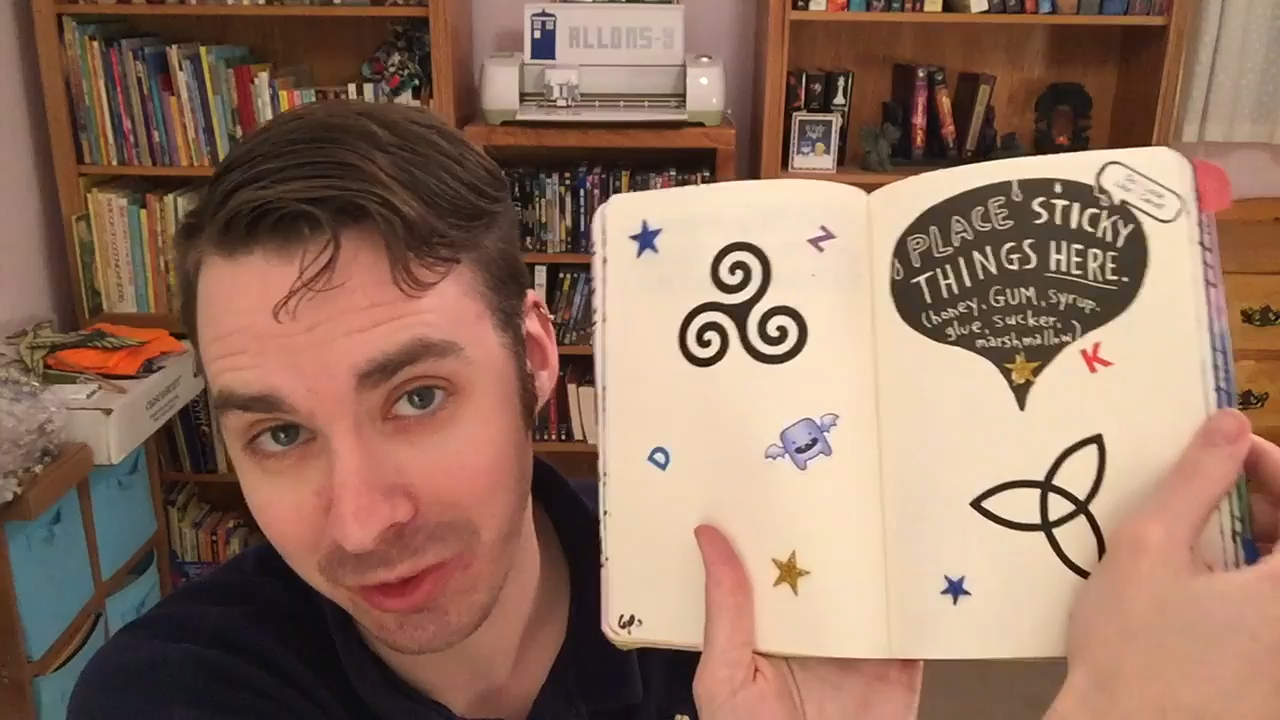 ALLONS-Y
Z
PLACE STICKY
THINGS HERE.
(honey, GUM, syrup,
glue, sucker,
marshmallow)
K
D